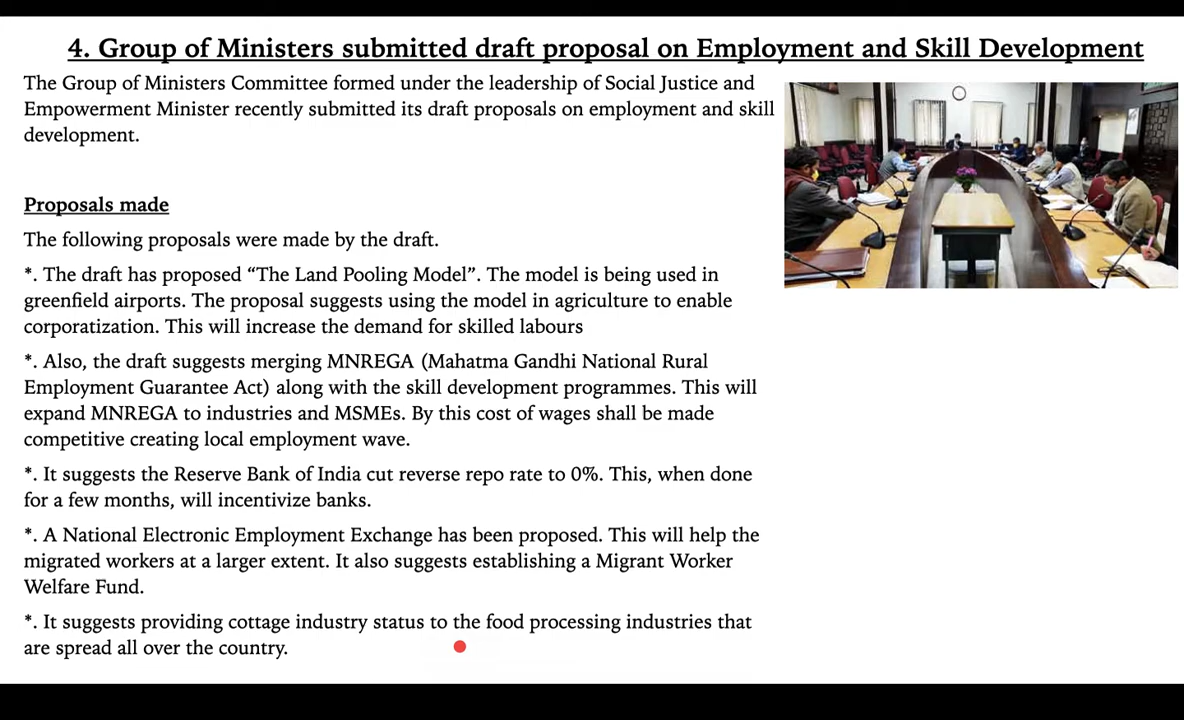 4. Group of Ministers submitted draft proposal on Employment and Skill Development
The Group of Ministers Committee formed under the leadership of Social Justice and
Empowerment Minister recently submitted its draft proposals on employment and skill
development.
Proposals made
The following proposals were made by the draft.
*. The draft has proposed “The Land Pooling Model”. The model is being used in
greenfield airports. The proposal suggests using the model in agriculture to enable
corporatization. This will increase the demand for skilled labours
*. Also, the draft suggests merging MNREGA (Mahatma Gandhi National Rural
Employment Guarantee Act) along with the skill development programmes. This will
expand MNREGA to industries and MSMEs. By this cost of wages shall be made
competitive creating local employment wave.
*. It suggests the Reserve Bank of India cut reverse repo rate to 0%. This, when done
for a few months, will incentivize banks.
*. A National Electronic Employment Exchange has been proposed. This will help the
migrated workers at a larger extent. It also suggests establishing a Migrant Worker
Welfare Fund.
*. It suggests providing cottage industry status to the food processing industries that
are spread all over the country.